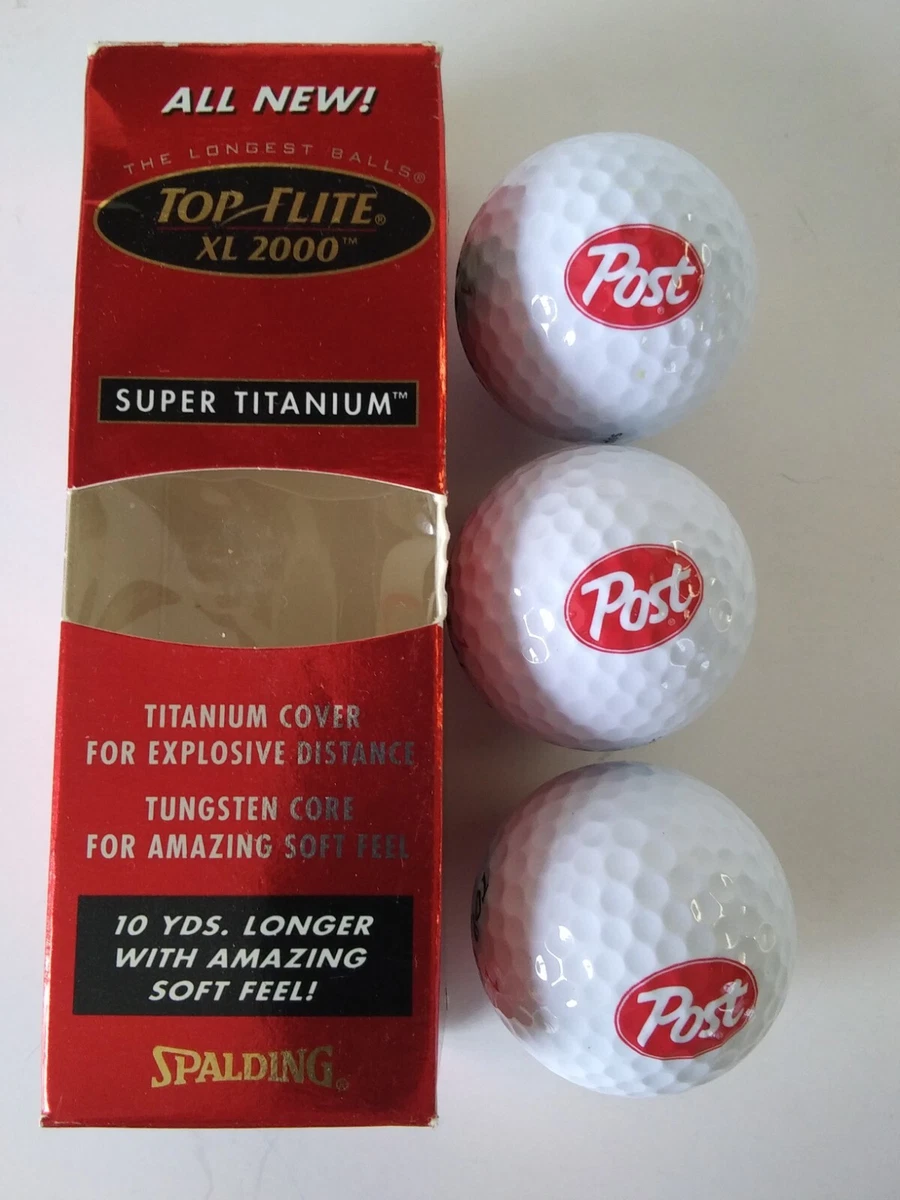 ALL NEW!
THE LONGEST BALLS®
TOP-FLITE®
XL 2000™
SUPER TITANIUM™
TITANIUM COVER
FOR EXPLOSIVE DISTANCE
TUNGSTEN CORE
FOR AMAZING SOFT FEEL
10 YDS. LONGER
WITH AMAZING
SOFT FEEL!
SPALDING®
Post®
Post®
Post®